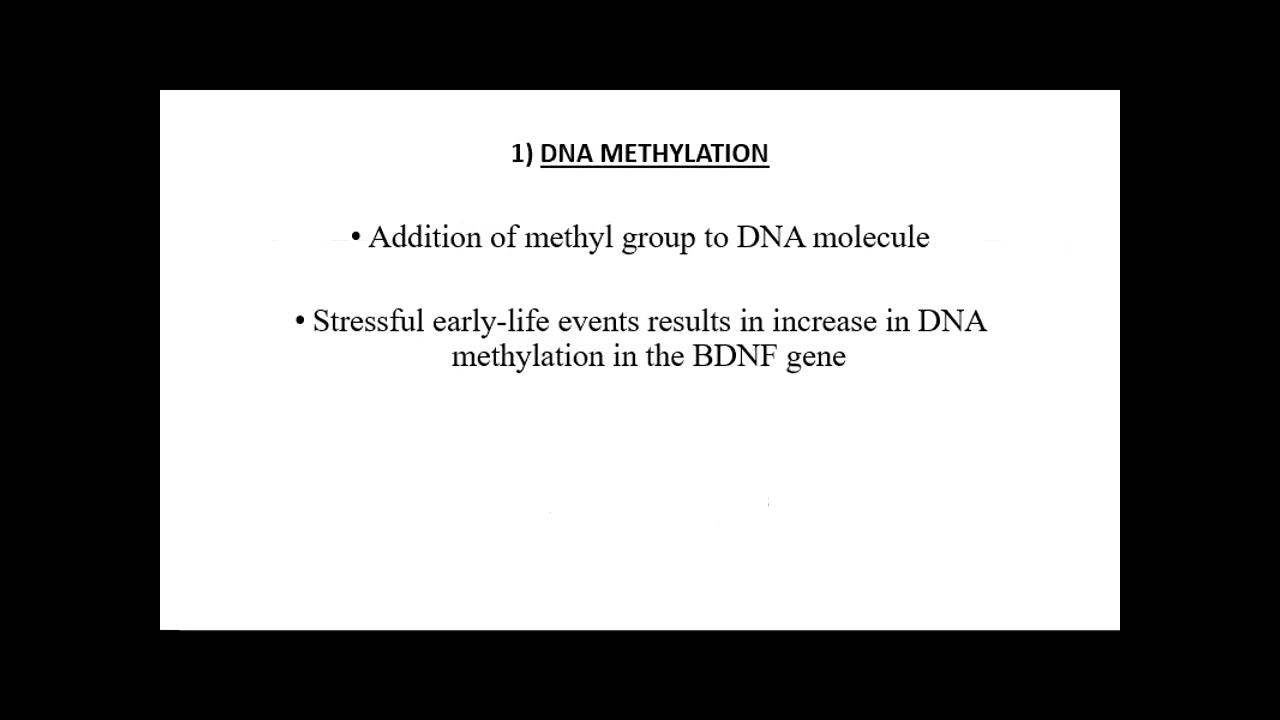 1) DNA METHYLATION
• Addition of methyl group to DNA molecule
• Stressful early-life events results in increase in DNA
methylation in the BDNF gene